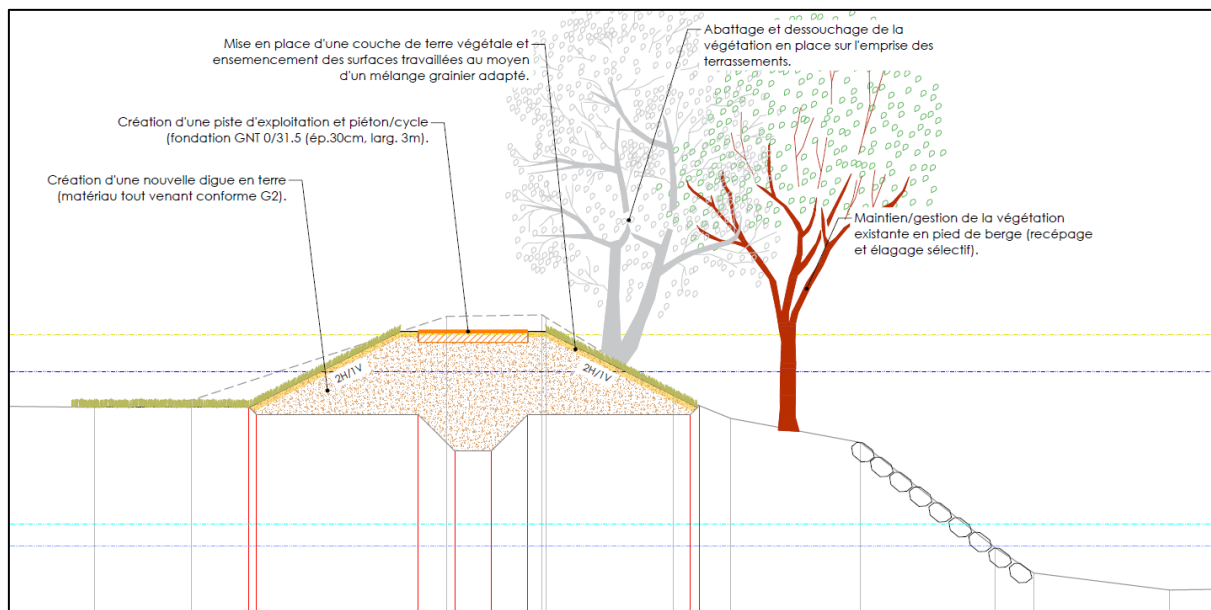 Mise en place d'une couche de terre végétale et
ensemencement des surfaces travaillées au moyen
d'un mélange grainier adapté.
Abattage et dessouchage de la
végétation en place sur l'emprise des
terrassements.
Création d'une piste d'exploitation et piéton/cycle
(fondation GNT 0/31.5 (ép.30cm, larg. 3m).
Création d'une nouvelle digue en terre
(matériau tout venant conforme G2).
Maintien/gestion de la végétation
existante en pied de berge (recépage
et élagage sélectif).
2H/1V
2H/1V